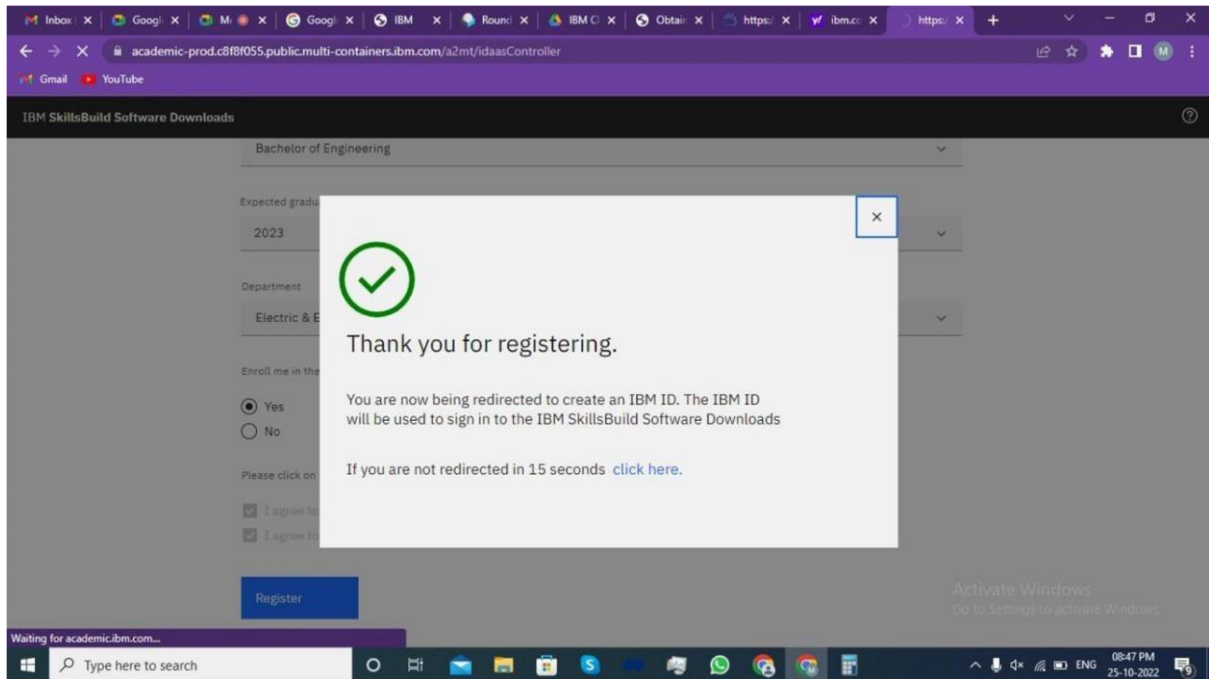 Inbox
Googl
M
Googl
IBM
Round
IBM C
Obtain
https:/
ibm.cc
https:/
academic-prod.c8f8f055.public.multi-containers.ibm.com/a2mt/idaasController
M
Gmail
YouTube
IBM SkillsBuild Software Downloads
Bachelor of Engineering
Expected gradu
2023
Department
Electric & E
Enroll me in the
Yes
No
Please click on
I agree to
I agree to
Register
Thank you for registering.
You are now being redirected to create an IBM ID. The IBM ID
will be used to sign in to the IBM SkillsBuild Software Downloads
If you are not redirected in 15 seconds click here.
Activate Windows
Go to Settings to activate Windows.
Waiting for academic.ibm.com...
Type here to search
ENG
08:47 PM
25-10-2022